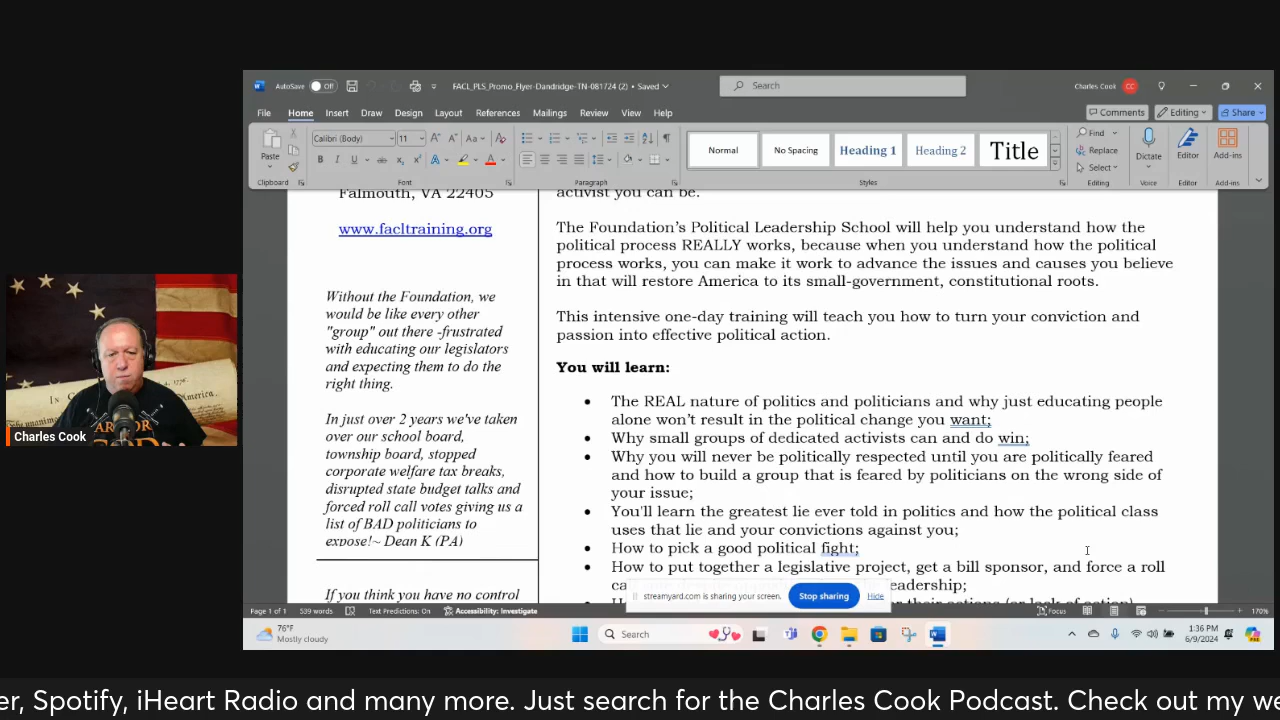 AutoSave Off FACL_PLS_Promo_Flyer-Dandridge-TN-081724 (2) • Saved Search Charles Cook CC
File Home Insert Draw Design Layout References Mailings Review View Help Comments Editing Share
Paste Calibri (Body) 11 Normal No Spacing Heading 1 Heading 2 Title Find Replace Select Dictate Editor Add-ins
Clipboard Font Paragraph Styles Editing Voice Editor Add-ins
Falmouth, VA 22405
www.facltraining.org
Without the Foundation, we
would be like every other
"group" out there -frustrated
with educating our legislators
and expecting them to do the
right thing.
In just over 2 years we've taken
over our school board,
township board, stopped
corporate welfare tax breaks,
disrupted state budget talks and
forced roll call votes giving us a
list of BAD politicians to
expose!~ Dean K (PA)
If you think you have no control
activist you can be.
The Foundation's Political Leadership School will help you understand how the
political process REALLY works, because when you understand how the political
process works, you can make it work to advance the issues and causes you believe
in that will restore America to its small-government, constitutional roots.
This intensive one-day training will teach you how to turn your conviction and
passion into effective political action.
You will learn:
• The REAL nature of politics and politicians and why just educating people
alone won't result in the political change you want;
• Why small groups of dedicated activists can and do win;
• Why you will never be politically respected until you are politically feared
and how to build a group that is feared by politicians on the wrong side of
your issue;
• You'll learn the greatest lie ever told in politics and how the political class
uses that lie and your convictions against you;
• How to pick a good political fight;
• How to put together a legislative project, get a bill sponsor, and force a roll
leadership;
their actions (or lack of action)
streamyard.com is sharing your screen. Stop sharing Hide
Page 1 of 1 539 words Text Predictions: On Accessibility: Investigate Focus 170%
76°F
Mostly cloudy
Search
1:36 PM
6/9/2024
Charles Cook
er, Spotify, iHeart Radio and many more. Just search for the Charles Cook Podcast. Check out my we